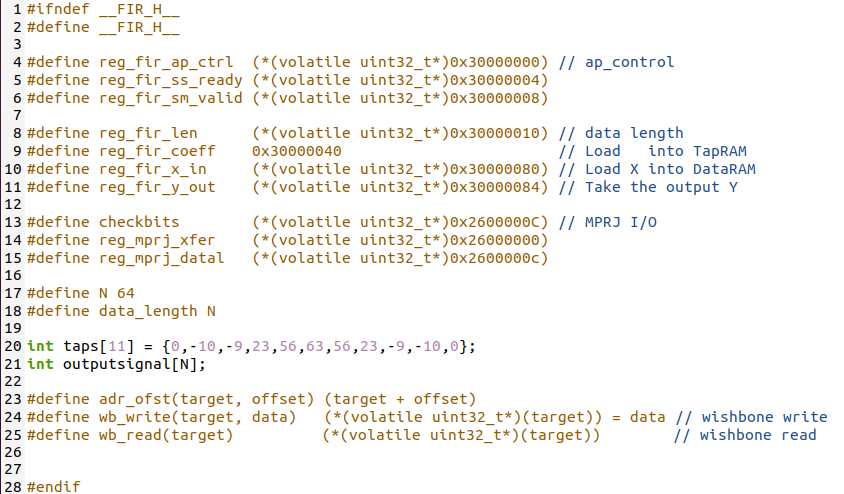 1 #ifndef __FIR_H__
2 #define __FIR_H__
3
4 #define reg_fir_ap_ctrl  (*(volatile uint32_t*)0x30000000) // ap_control
5 #define reg_fir_ss_ready (*(volatile uint32_t*)0x30000004)
6 #define reg_fir_sm_valid (*(volatile uint32_t*)0x30000008)
7
8 #define reg_fir_len      (*(volatile uint32_t*)0x30000010) // data length
9 #define reg_fir_coeff    0x30000040                        // Load   into TapRAM
10 #define reg_fir_x_in     (*(volatile uint32_t*)0x30000080) // Load X into DataRAM
11 #define reg_fir_y_out    (*(volatile uint32_t*)0x30000084) // Take the output Y
12
13 #define checkbits        (*(volatile uint32_t*)0x2600000C) // MPRJ I/O
14 #define reg_mprj_xfer    (*(volatile uint32_t*)0x26000000)
15 #define reg_mprj_datal   (*(volatile uint32_t*)0x2600000c)
16
17 #define N 64
18 #define data_length N
19
20 int taps[11] = {0,-10,-9,23,56,63,56,23,-9,-10,0};
21 int outputsignal[N];
22
23 #define adr_ofst(target, offset) (target + offset)
24 #define wb_write(target, data)   (*(volatile uint32_t*)(target)) = data // wishbone write
25 #define wb_read(target)          (*(volatile uint32_t*)(target))        // wishbone read
26
27
28 #endif